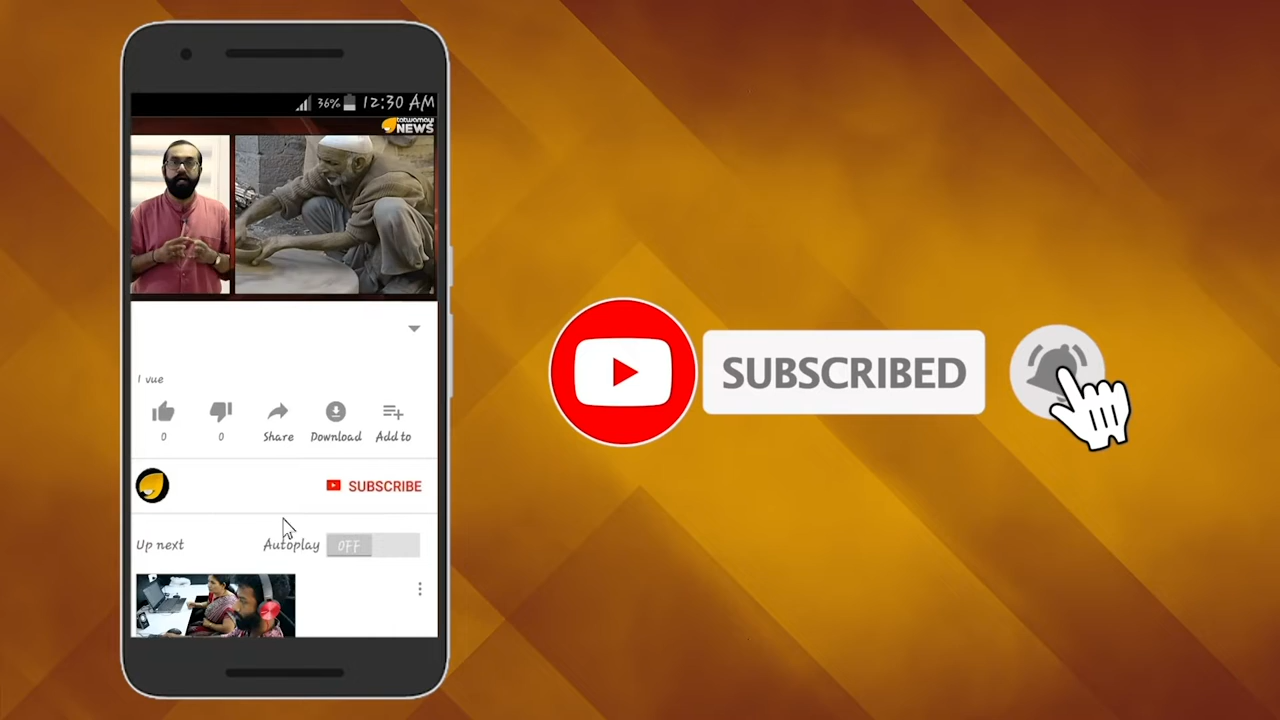 36% 12:30 AM
tatwamayi
NEWS
1 vue
0 0 Share Download Add to
SUBSCRIBE
Up next Autoplay OFF
SUBSCRIBED